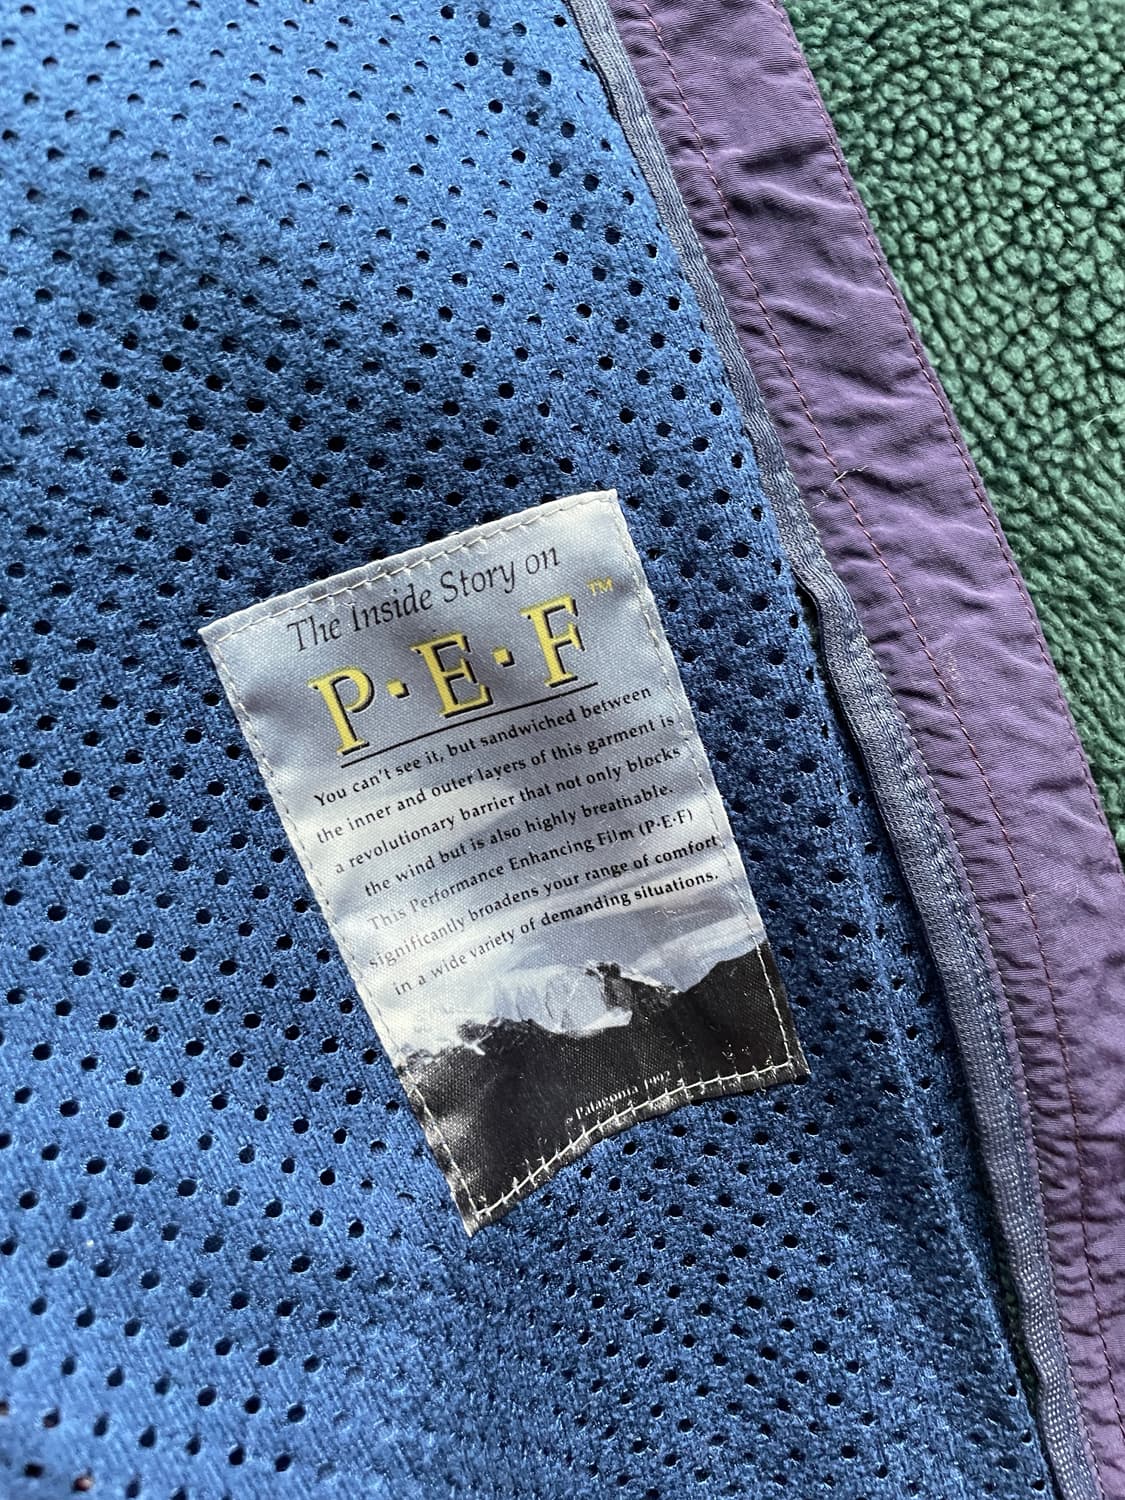 The Inside Story on
P·E·F™
You can't see it, but sandwiched between
the inner and outer layers of this garment is
a revolutionary barrier that not only blocks
the wind but is also highly breathable.
This Performance Enhancing Film (P·E·F)
significantly broadens your range of comfort
in a wide variety of demanding situations.
Patagonia 1992